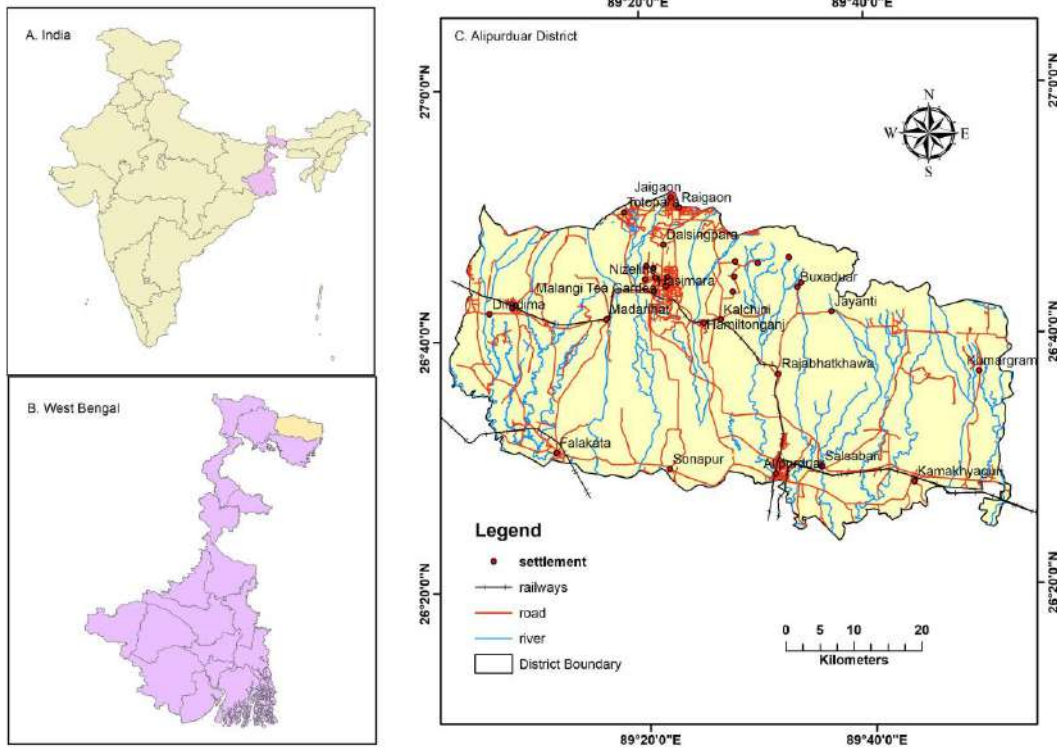 A. India
B. West Bengal
89°20'0"E
89°40'0"E
C. Alipurduar District
27°0'0"N
27°0'0"N
N
W
E
S
Jaigaon
Totopara
Raigaon
Dalsingpara
Nizeline
Hasimara
Malangi Tea Garden
Buxaduar
Dimdima
Madarihat
Kalchini
Jayanti
Hamiltonganj
26°40'0"N
26°40'0"N
Rajabhatkhawa
Kumargram
Falakata
Sonapur
Alipurduar
Salsabari
Kamakhyaguri
Legend
settlement
railways
road
river
District Boundary
26°20'0"N
26°20'0"N
0 5 10 20
Kilometers
89°20'0"E
89°40'0"E